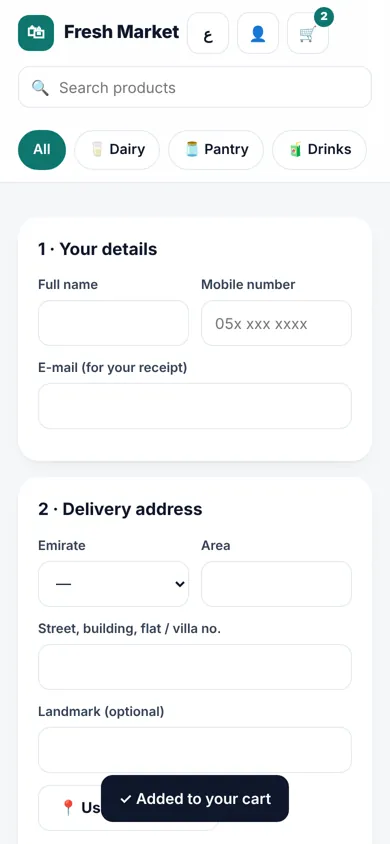 Fresh Market
ع
2
Search products
All
Dairy
Pantry
Drinks
1 · Your details
Full name
Mobile number
05x xxx xxxx
E-mail (for your receipt)
2 · Delivery address
Emirate
Area
—
Street, building, flat / villa no.
Landmark (optional)
✓ Added to your cart